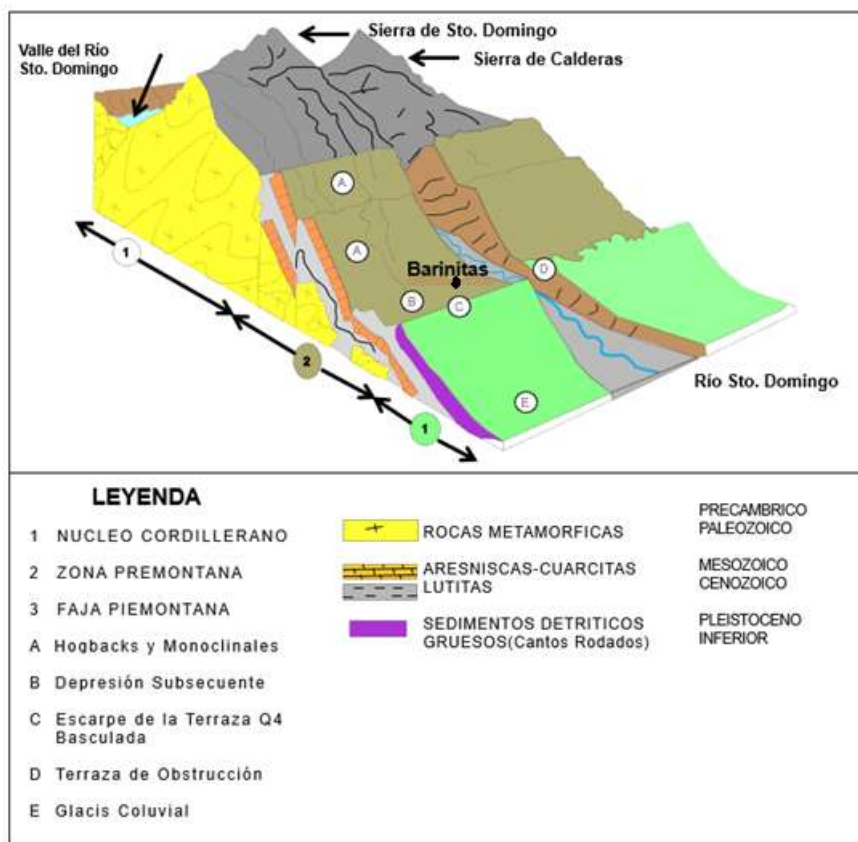 Sierra de Sto. Domingo
Valle del Río
Sto. Domingo
Sierra de Calderas
A
A
Barinitas
B
C
D
E
1
2
1
Río Sto. Domingo
LEYENDA
1 NUCLEO CORDILLERANO
2 ZONA PREMONTANA
3 FAJA PIEMONTANA
A Hogbacks y Monoclinales
B Depresión Subsecuente
C Escarpe de la Terraza Q4
Basculada
D Terraza de Obstrucción
E Glacis Coluvial
ROCAS METAMORFICAS
ARESNISCAS-CUARCITAS
LUTITAS
SEDIMENTOS DETRITICOS
GRUESOS(Cantos Rodados)
PRECAMBRICO
PALEOZOICO
MESOZOICO
CENOZOICO
PLEISTOCENO
INFERIOR